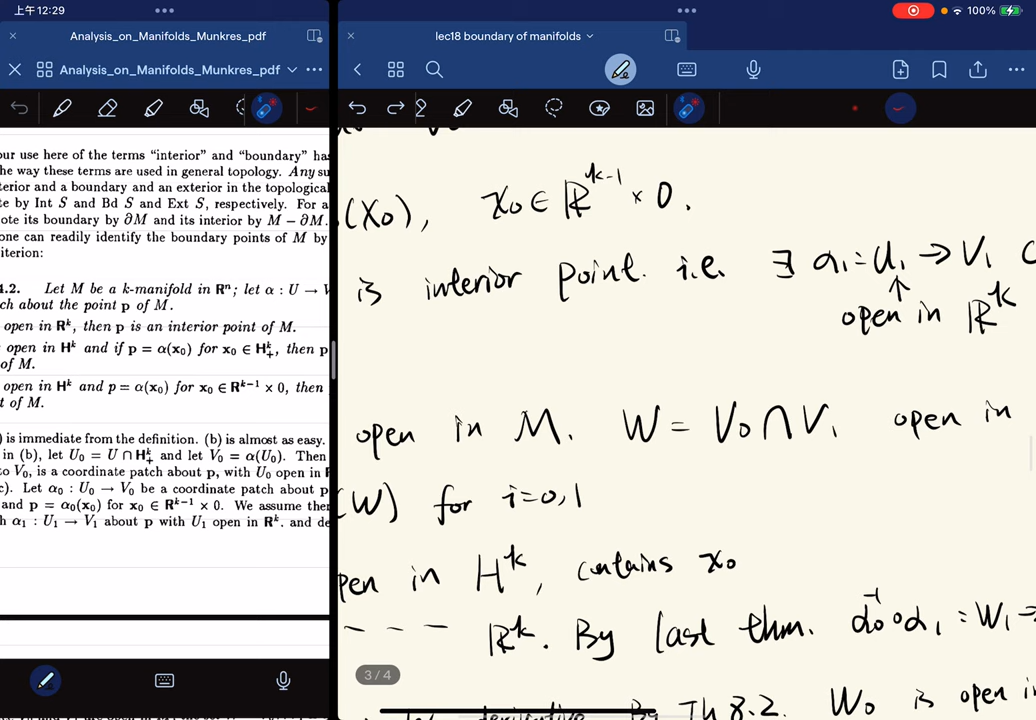 上午12:29
100%
Analysis_on_Manifolds_Munkres_pdf
lec18 boundary of manifolds
Analysis_on_Manifolds_Munkres_pdf
our use here of the terms "interior" and "boundary" ha
he way these terms are used in general topology. Any su
terior and a boundary and an exterior in the topological
te by Int S and Bd S and Ext S, respectively. For a
ote its boundary by ∂M and its interior by M − ∂M.
one can readily identify the boundary points of M by
iterion:
4.2. Let M be a k-manifold in Rⁿ; let α : U → V
ch about the point p of M.
open in Rᵏ, then p is an interior point of M.
open in Hᵏ and if p = α(x₀) for x₀ ∈ Hᵏ₊, then p
of M.
open in Hᵏ and p = α(x₀) for x₀ ∈ Rᵏ⁻¹ × 0, then
t of M.
) is immediate from the definition. (b) is almost as easy.
in (b), let U₀ = U ∩ Hᵏ₊ and let V₀ = α(U₀). Then
to V₀, is a coordinate patch about p, with U₀ open in
c). Let α₀ : U₀ → V₀ be a coordinate patch about p
and p = α₀(x₀) for x₀ ∈ Rᵏ⁻¹ × 0. We assume ther
h α₁ : U₁ → V₁ about p with U₁ open in Rᵏ. and de
(x₀), x₀ ∈ ℝᵏ⁻¹ × 0.
is interior point. i.e. ∃ α₁ : U₁ → V₁
↑
open in ℝᵏ
open in M. W = V₀ ∩ V₁ open in
(W) for i=0,1
pen in Hᵏ, contains x₀
- - - - ℝᵏ. By last thm. α₀⁻¹∘α₁ : W₁ →
3/4
derivative By Th 8.2. W₀ is open in